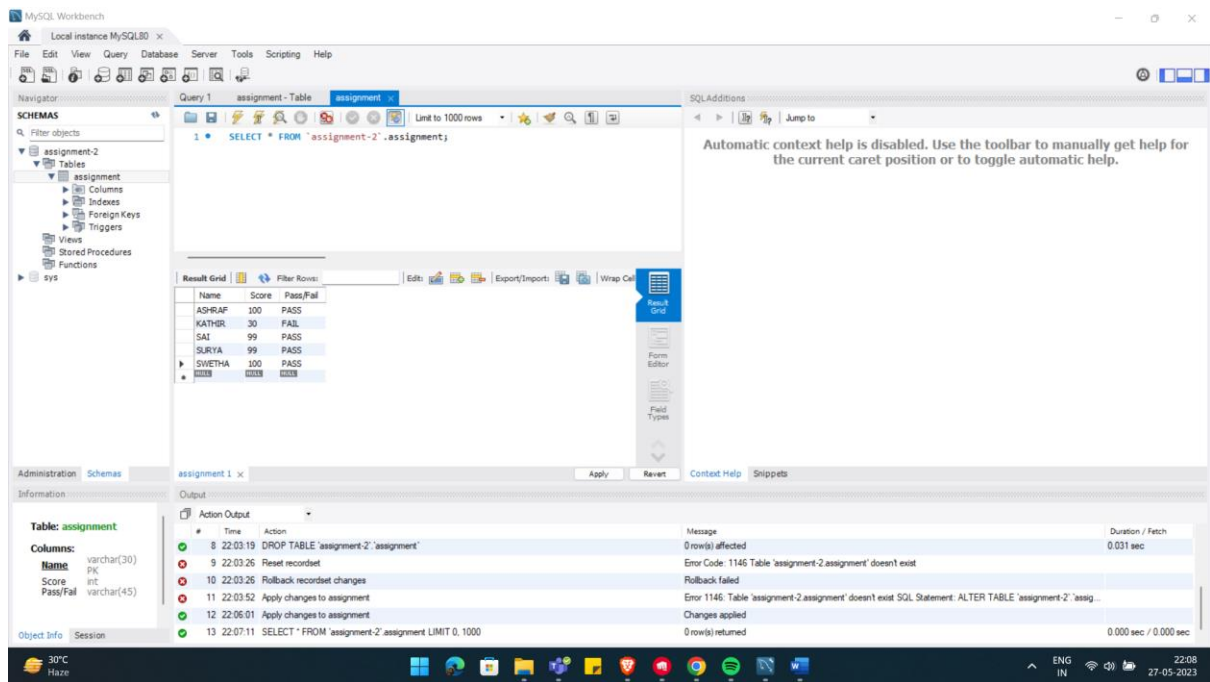 MySQL Workbench
Local instance MySQL80 ×
File Edit View Query Database Server Tools Scripting Help
Navigator
SCHEMAS
Filter objects
assignment-2
Tables
assignment
Columns
Indexes
Foreign Keys
Triggers
Views
Stored Procedures
Functions
sys
Administration Schemas
Query 1 assignment - Table assignment ×
Limit to 1000 rows
1 SELECT * FROM `assignment-2`.assignment;
Result Grid Filter Rows: Edit: Export/Import: Wrap Cell
Name Score Pass/Fail
ASHRAF 100 PASS
KATHIR 30 FAIL
SAI 99 PASS
SURYA 99 PASS
SWETHA 100 PASS
NULL NULL NULL
Result Grid
Form Editor
Field Types
assignment 1 × Apply Revert
SQLAdditions
Jump to
Automatic context help is disabled. Use the toolbar to manually get help for
the current caret position or to toggle automatic help.
Context Help Snippets
Information
Table: assignment
Columns:
Name varchar(30) PK
Score int
Pass/Fail varchar(45)
Object Info Session
Output
Action Output
# Time Action Message Duration / Fetch
8 22:03:19 DROP TABLE `assignment-2`.`assignment` 0 row(s) affected 0.031 sec
9 22:03:26 Reset recordset Error Code: 1146 Table 'assignment-2.assignment' doesn't exist
10 22:03:26 Rollback recordset changes Rollback failed
11 22:03:52 Apply changes to assignment Error 1146: Table 'assignment-2.assignment' doesn't exist SQL Statement: ALTER TABLE `assignment-2`.`assig...
12 22:06:01 Apply changes to assignment Changes applied
13 22:07:11 SELECT * FROM `assignment-2`.assignment LIMIT 0, 1000 0 row(s) returned 0.000 sec / 0.000 sec
30°C
Haze
ENG
IN
22:08
27-05-2023